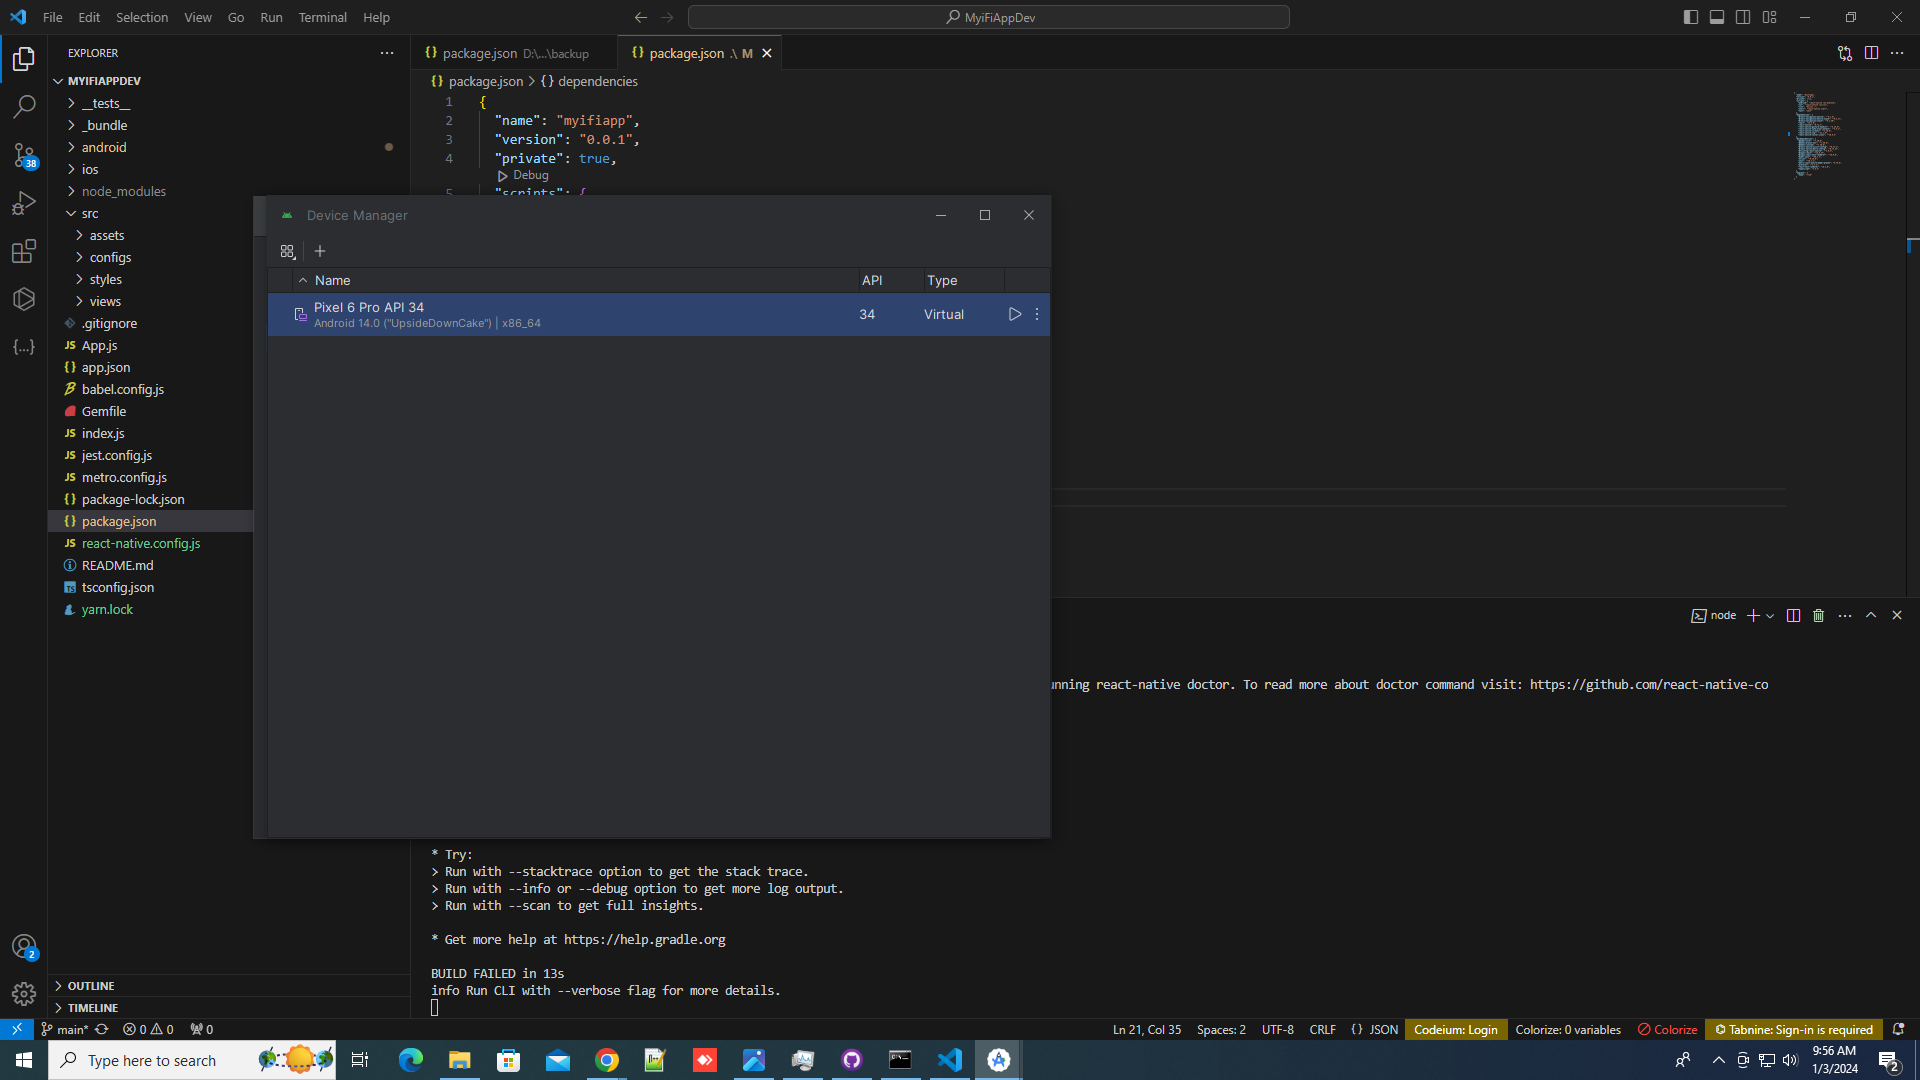 File Edit Selection View Go Run Terminal Help
MyiFiAppDev
EXPLORER
MYIFIAPPDEV
__tests__
_bundle
android
ios
node_modules
src
assets
configs
styles
views
.gitignore
JS App.js
{} app.json
babel.config.js
Gemfile
JS index.js
JS jest.config.js
JS metro.config.js
{} package-lock.json
{} package.json
JS react-native.config.js
README.md
TS tsconfig.json
yarn.lock
OUTLINE
TIMELINE
38
2
{} package.json D:\...\backup
{} package.json .\ M
{} package.json > {} dependencies
1 {
2 "name": "myifiapp",
3 "version": "0.0.1",
4 "private": true,
Debug
5 "scripts": {
Device Manager
Name API Type
Pixel 6 Pro API 34
Android 14.0 ("UpsideDownCake") | x86_64
34 Virtual
node
unning react-native doctor. To read more about doctor command visit: https://github.com/react-native-co
* Try:
> Run with --stacktrace option to get the stack trace.
> Run with --info or --debug option to get more log output.
> Run with --scan to get full insights.
* Get more help at https://help.gradle.org
BUILD FAILED in 13s
info Run CLI with --verbose flag for more details.
main* 0 0 0
Ln 21, Col 35 Spaces: 2 UTF-8 CRLF {} JSON Codeium: Login Colorize: 0 variables Colorize Tabnine: Sign-in is required
Type here to search
9:56 AM
1/3/2024
2